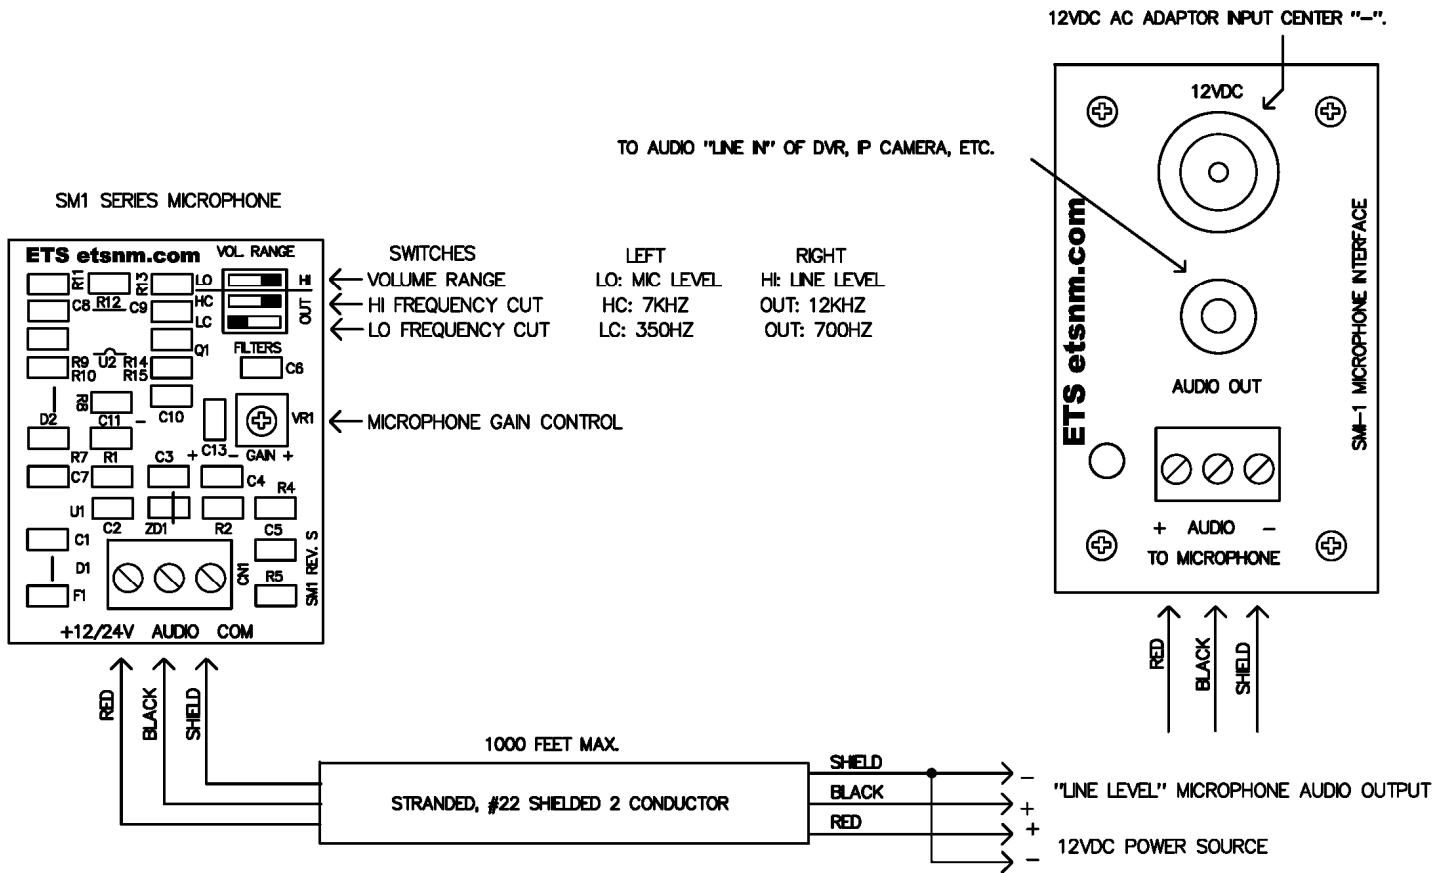 12VDC AC ADAPTOR INPUT CENTER "-".
12VDC
TO AUDIO "LINE IN" OF DVR, IP CAMERA, ETC.
ETS etsnm.com
SMI-1 MICROPHONE INTERFACE
AUDIO OUT
+ AUDIO -
TO MICROPHONE
RED
BLACK
SHIELD
SM1 SERIES MICROPHONE
ETS etsnm.com
VOL. RANGE
R11
R12
R13
LO
HI
C8
C9
HC
OUT
LC
Q1
FILTERS
R9
U2
R14
R10
R15
C6
R8
D2
C11 -
C10
VR1
C13
GAIN +
R7
R1
C3 +
-
C7
C4
R4
U1
C2
ZD1
R2
C5
C1
D1
CN1
R5
F1
SM1 REV. S
+12/24V AUDIO COM
SWITCHES LEFT RIGHT
VOLUME RANGE LO: MIC LEVEL HI: LINE LEVEL
HI FREQUENCY CUT HC: 7KHZ OUT: 12KHZ
LO FREQUENCY CUT LC: 350HZ OUT: 700HZ
MICROPHONE GAIN CONTROL
RED
BLACK
SHIELD
1000 FEET MAX.
STRANDED, #22 SHIELDED 2 CONDUCTOR
SHIELD -
BLACK +
RED +
-
"LINE LEVEL" MICROPHONE AUDIO OUTPUT
12VDC POWER SOURCE